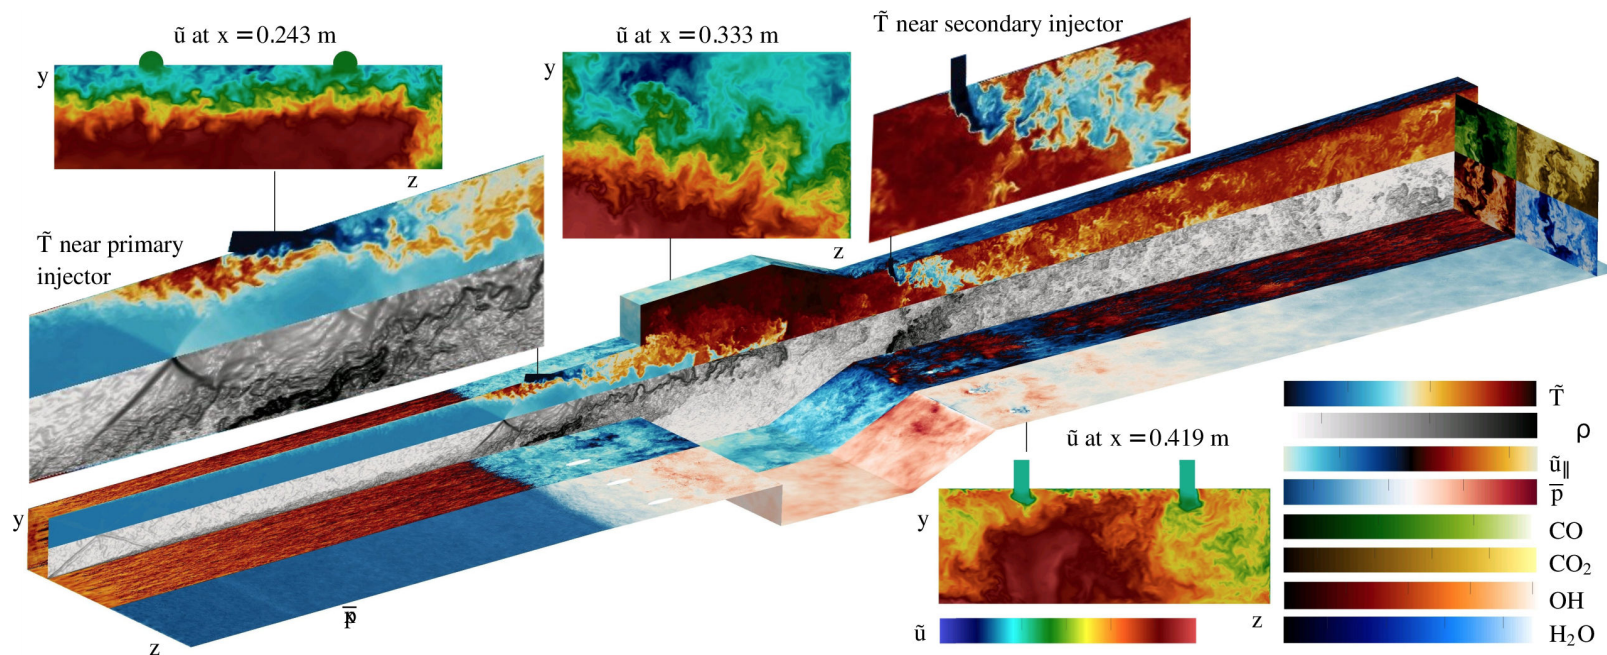 ũ at x = 0.243 m
y
z
ũ at x = 0.333 m
y
z
T̃ near secondary injector
T̃ near primary
injector
y
z
ũ at x = 0.419 m
y
z
ũ
T̃
ρ
ũ||
p̅
CO
CO₂
OH
H₂O